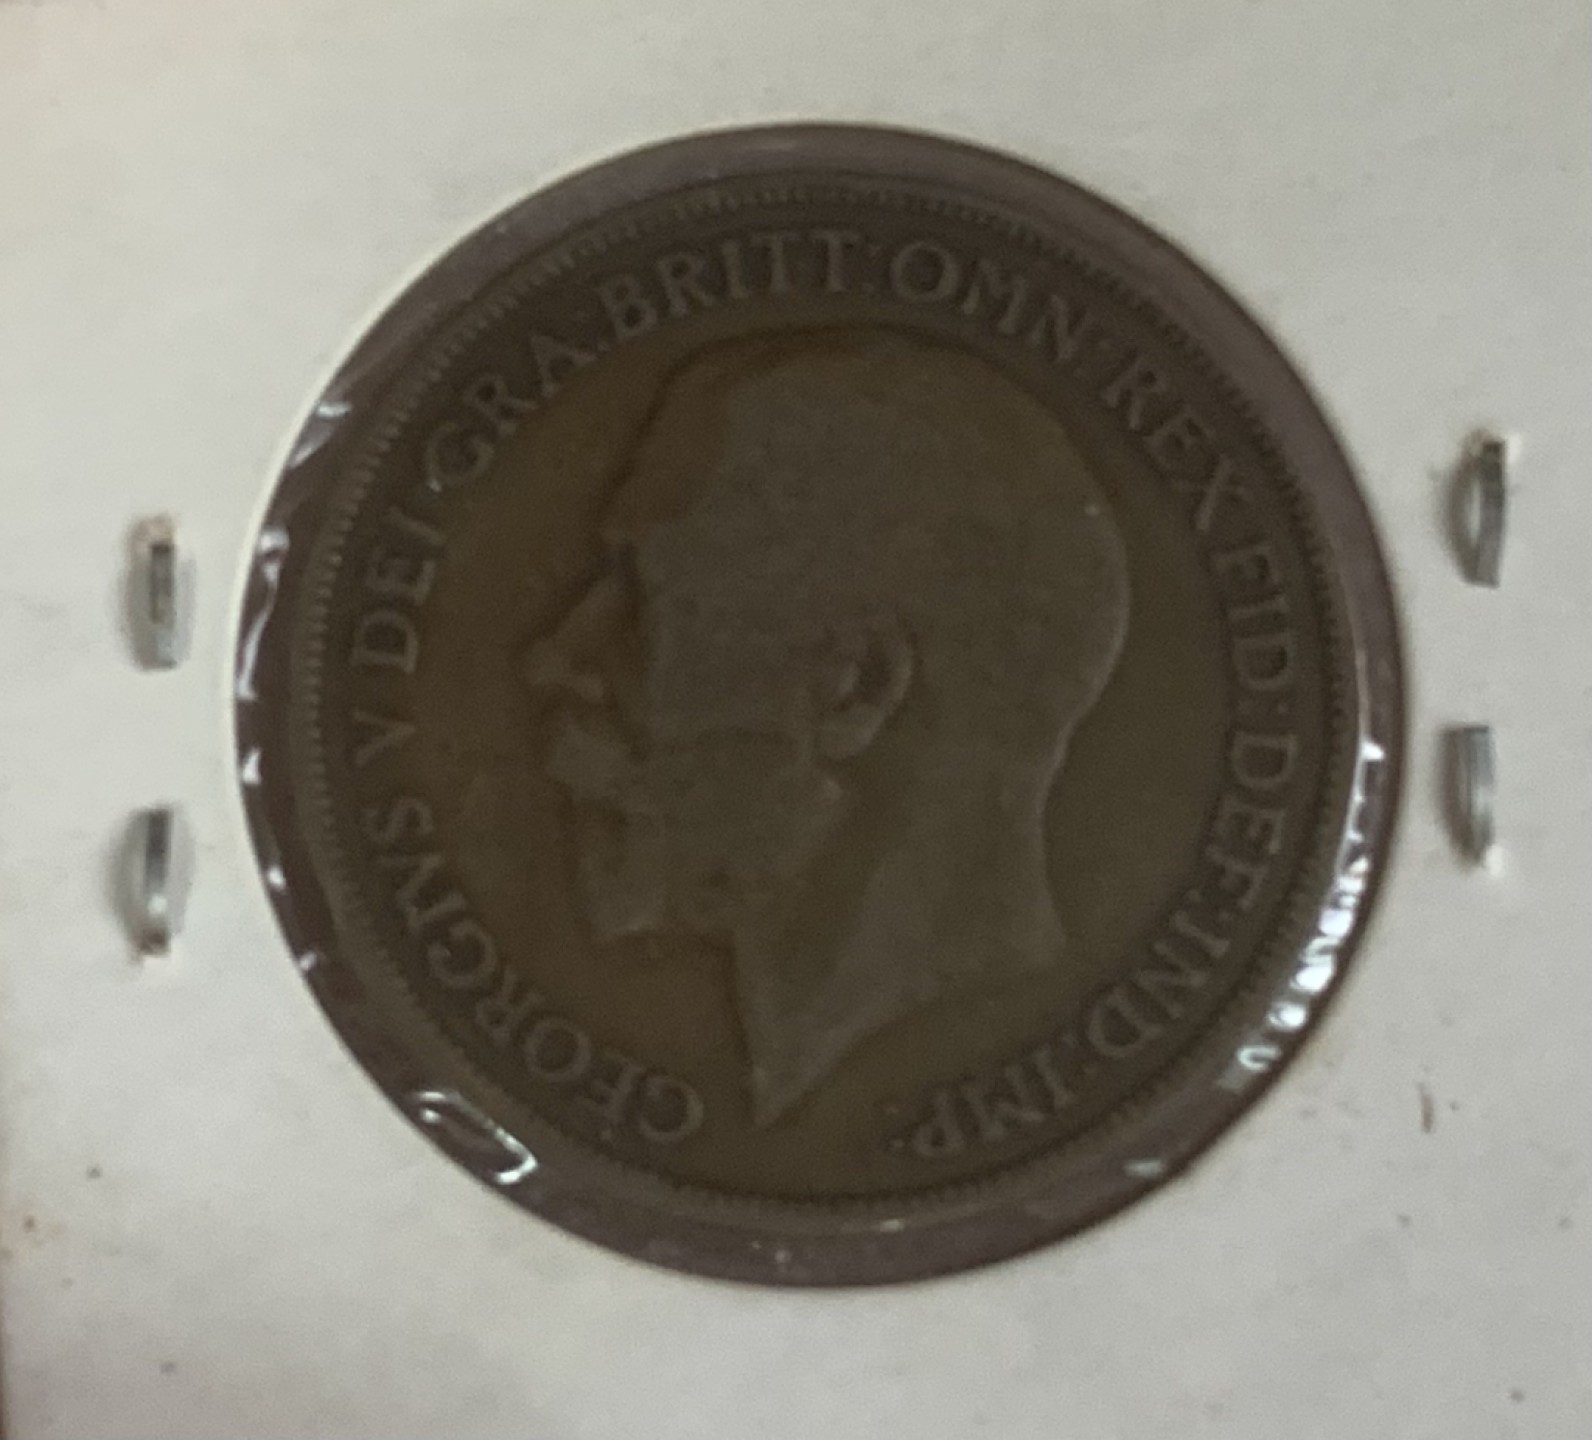 GEORGIVS V DEI GRA:BRITT:OMN:REX FID:DEF:IND:IMP: